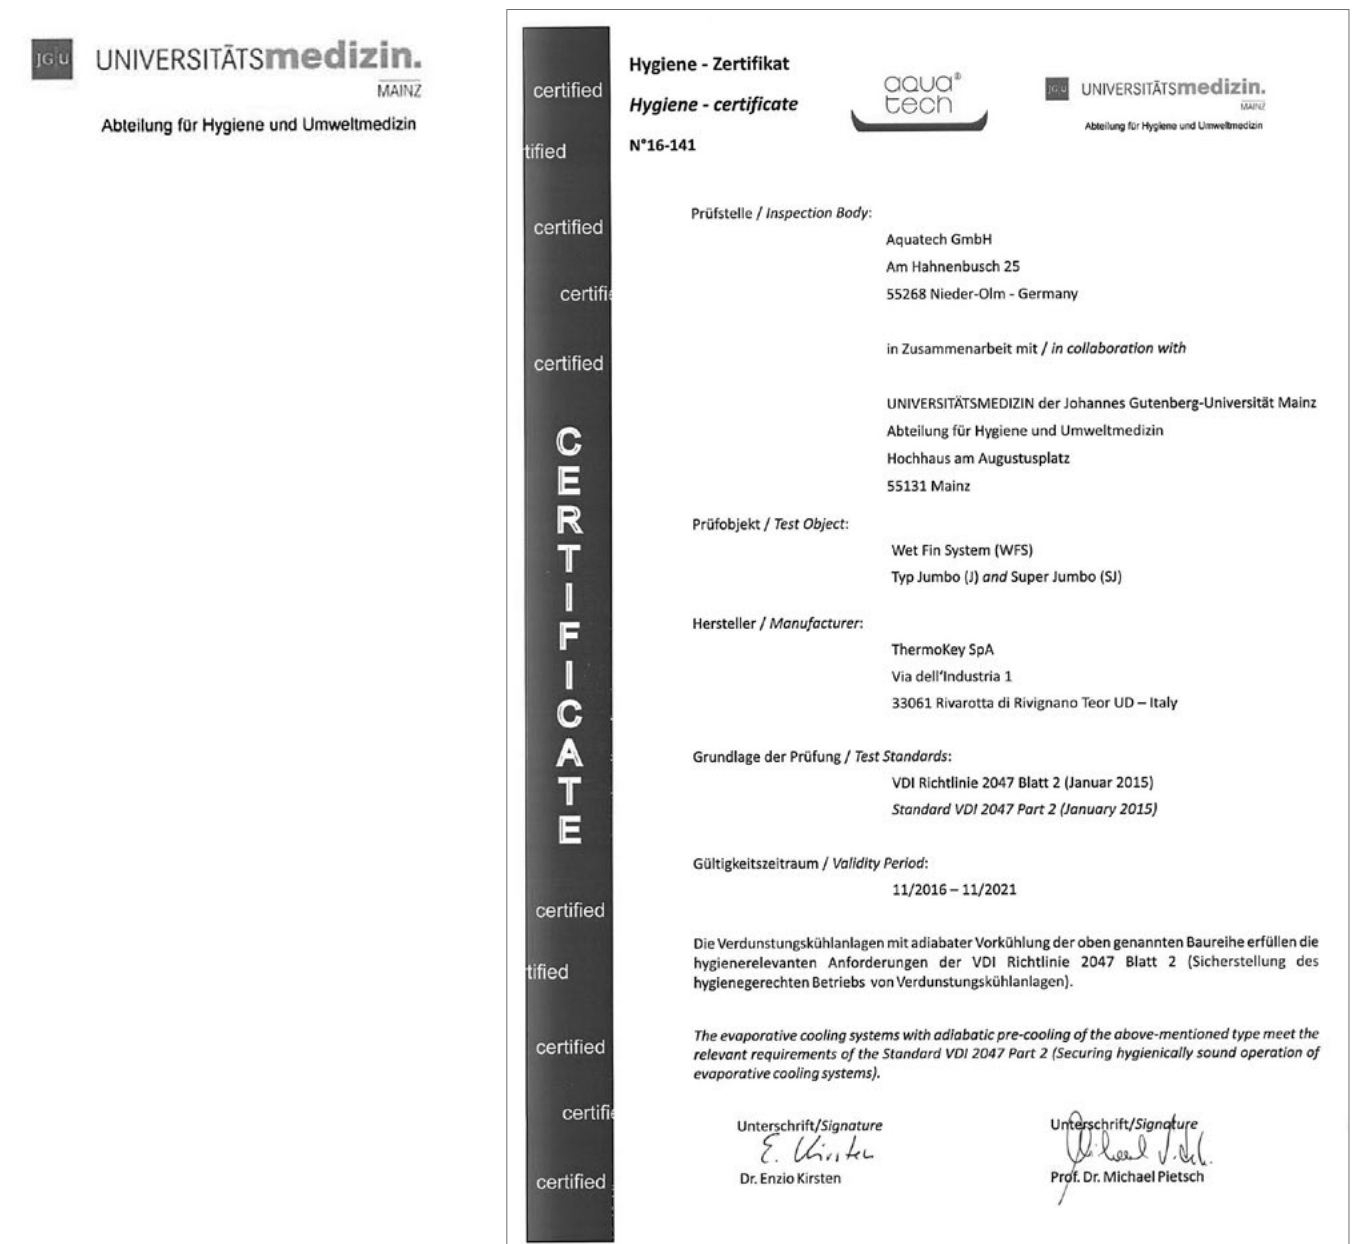 JG|U UNIVERSITÄTSmedizin.
MAINZ
Abteilung für Hygiene und Umweltmedizin
certified
tified
certified
certifie
certified
CERTIFICATE
certified
tified
certified
certifie
certified
Hygiene - Zertifikat
Hygiene - certificate
N°16-141
aqua®
tech
JG|U UNIVERSITÄTSmedizin.
MAINZ
Abteilung für Hygiene und Umweltmedizin
Prüfstelle / Inspection Body:
Aquatech GmbH
Am Hahnenbusch 25
55268 Nieder-Olm - Germany
in Zusammenarbeit mit / in collaboration with
UNIVERSITÄTSMEDIZIN der Johannes Gutenberg-Universität Mainz
Abteilung für Hygiene und Umweltmedizin
Hochhaus am Augustusplatz
55131 Mainz
Prüfobjekt / Test Object:
Wet Fin System (WFS)
Typ Jumbo (J) and Super Jumbo (SJ)
Hersteller / Manufacturer:
ThermoKey SpA
Via dell'Industria 1
33061 Rivarotta di Rivignano Teor UD – Italy
Grundlage der Prüfung / Test Standards:
VDI Richtlinie 2047 Blatt 2 (Januar 2015)
Standard VDI 2047 Part 2 (January 2015)
Gültigkeitszeitraum / Validity Period:
11/2016 – 11/2021
Die Verdunstungskühlanlagen mit adiabater Vorkühlung der oben genannten Baureihe erfüllen die
hygienerelevanten Anforderungen der VDI Richtlinie 2047 Blatt 2 (Sicherstellung des
hygienegerechten Betriebs von Verdunstungskühlanlagen).
The evaporative cooling systems with adiabatic pre-cooling of the above-mentioned type meet the
relevant requirements of the Standard VDI 2047 Part 2 (Securing hygienically sound operation of
evaporative cooling systems).
Unterschrift/Signature
E. Kirsten
Dr. Enzio Kirsten
Unterschrift/Signature
Prof. Dr. Michael Pietsch